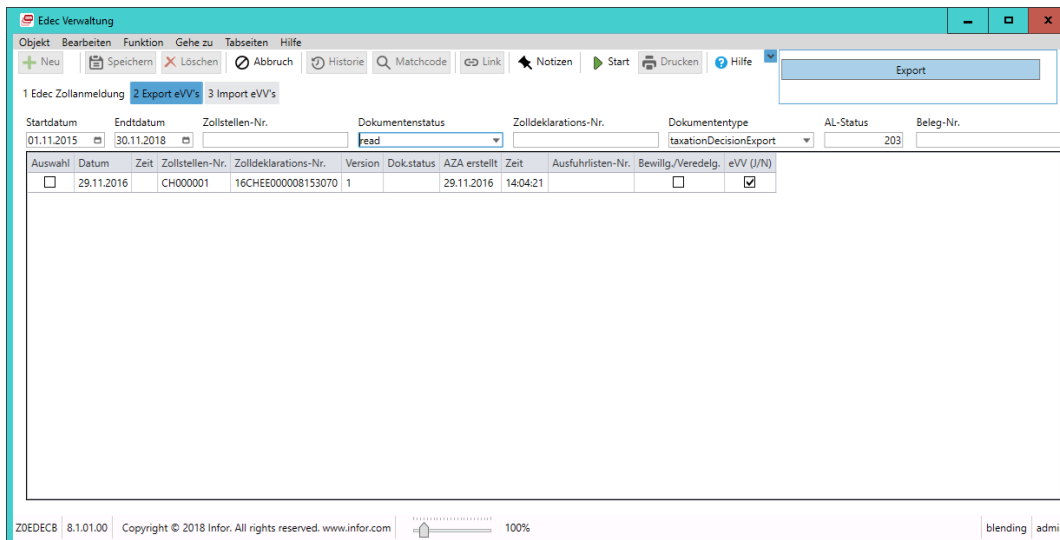 Edec Verwaltung
Objekt Bearbeiten Funktion Gehe zu Tabseiten Hilfe
Neu Speichern Löschen Abbruch Historie Matchcode Link Notizen Start Drucken Hilfe
Export
1 Edec Zollanmeldung 2 Export eVV's 3 Import eVV's
Startdatum Endtdatum Zollstellen-Nr. Dokumentenstatus Zolldeklarations-Nr. Dokumententype AL-Status Beleg-Nr.
01.11.2015 30.11.2018 read taxationDecisionExport 203
Auswahl Datum Zeit Zollstellen-Nr. Zolldeklarations-Nr. Version Dok.status AZA erstellt Zeit Ausfuhrlisten-Nr. Bewillg./Veredelg. eVV (J/N)
29.11.2016 CH000001 16CHEE000008153070 1 29.11.2016 14:04:21
Z0EDECB 8.1.01.00 Copyright © 2018 Infor. All rights reserved. www.infor.com 100% blending admi